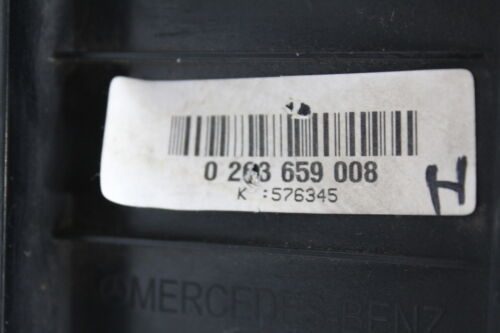 0 263 659 008
K :576345
H
MERCEDES-BENZ